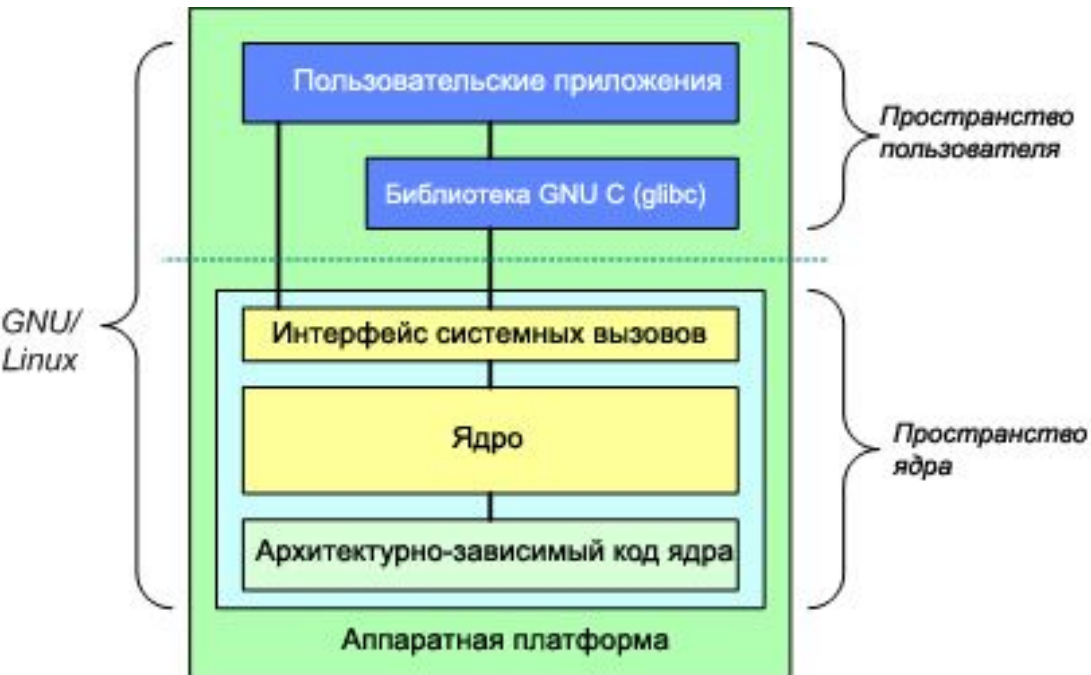 Пользовательские приложения
Пространство
пользователя
Библиотека GNU C (glibc)
GNU/
Linux
Интерфейс системных вызовов
Ядро
Пространство
ядра
Архитектурно-зависимый код ядра
Аппаратная платформа